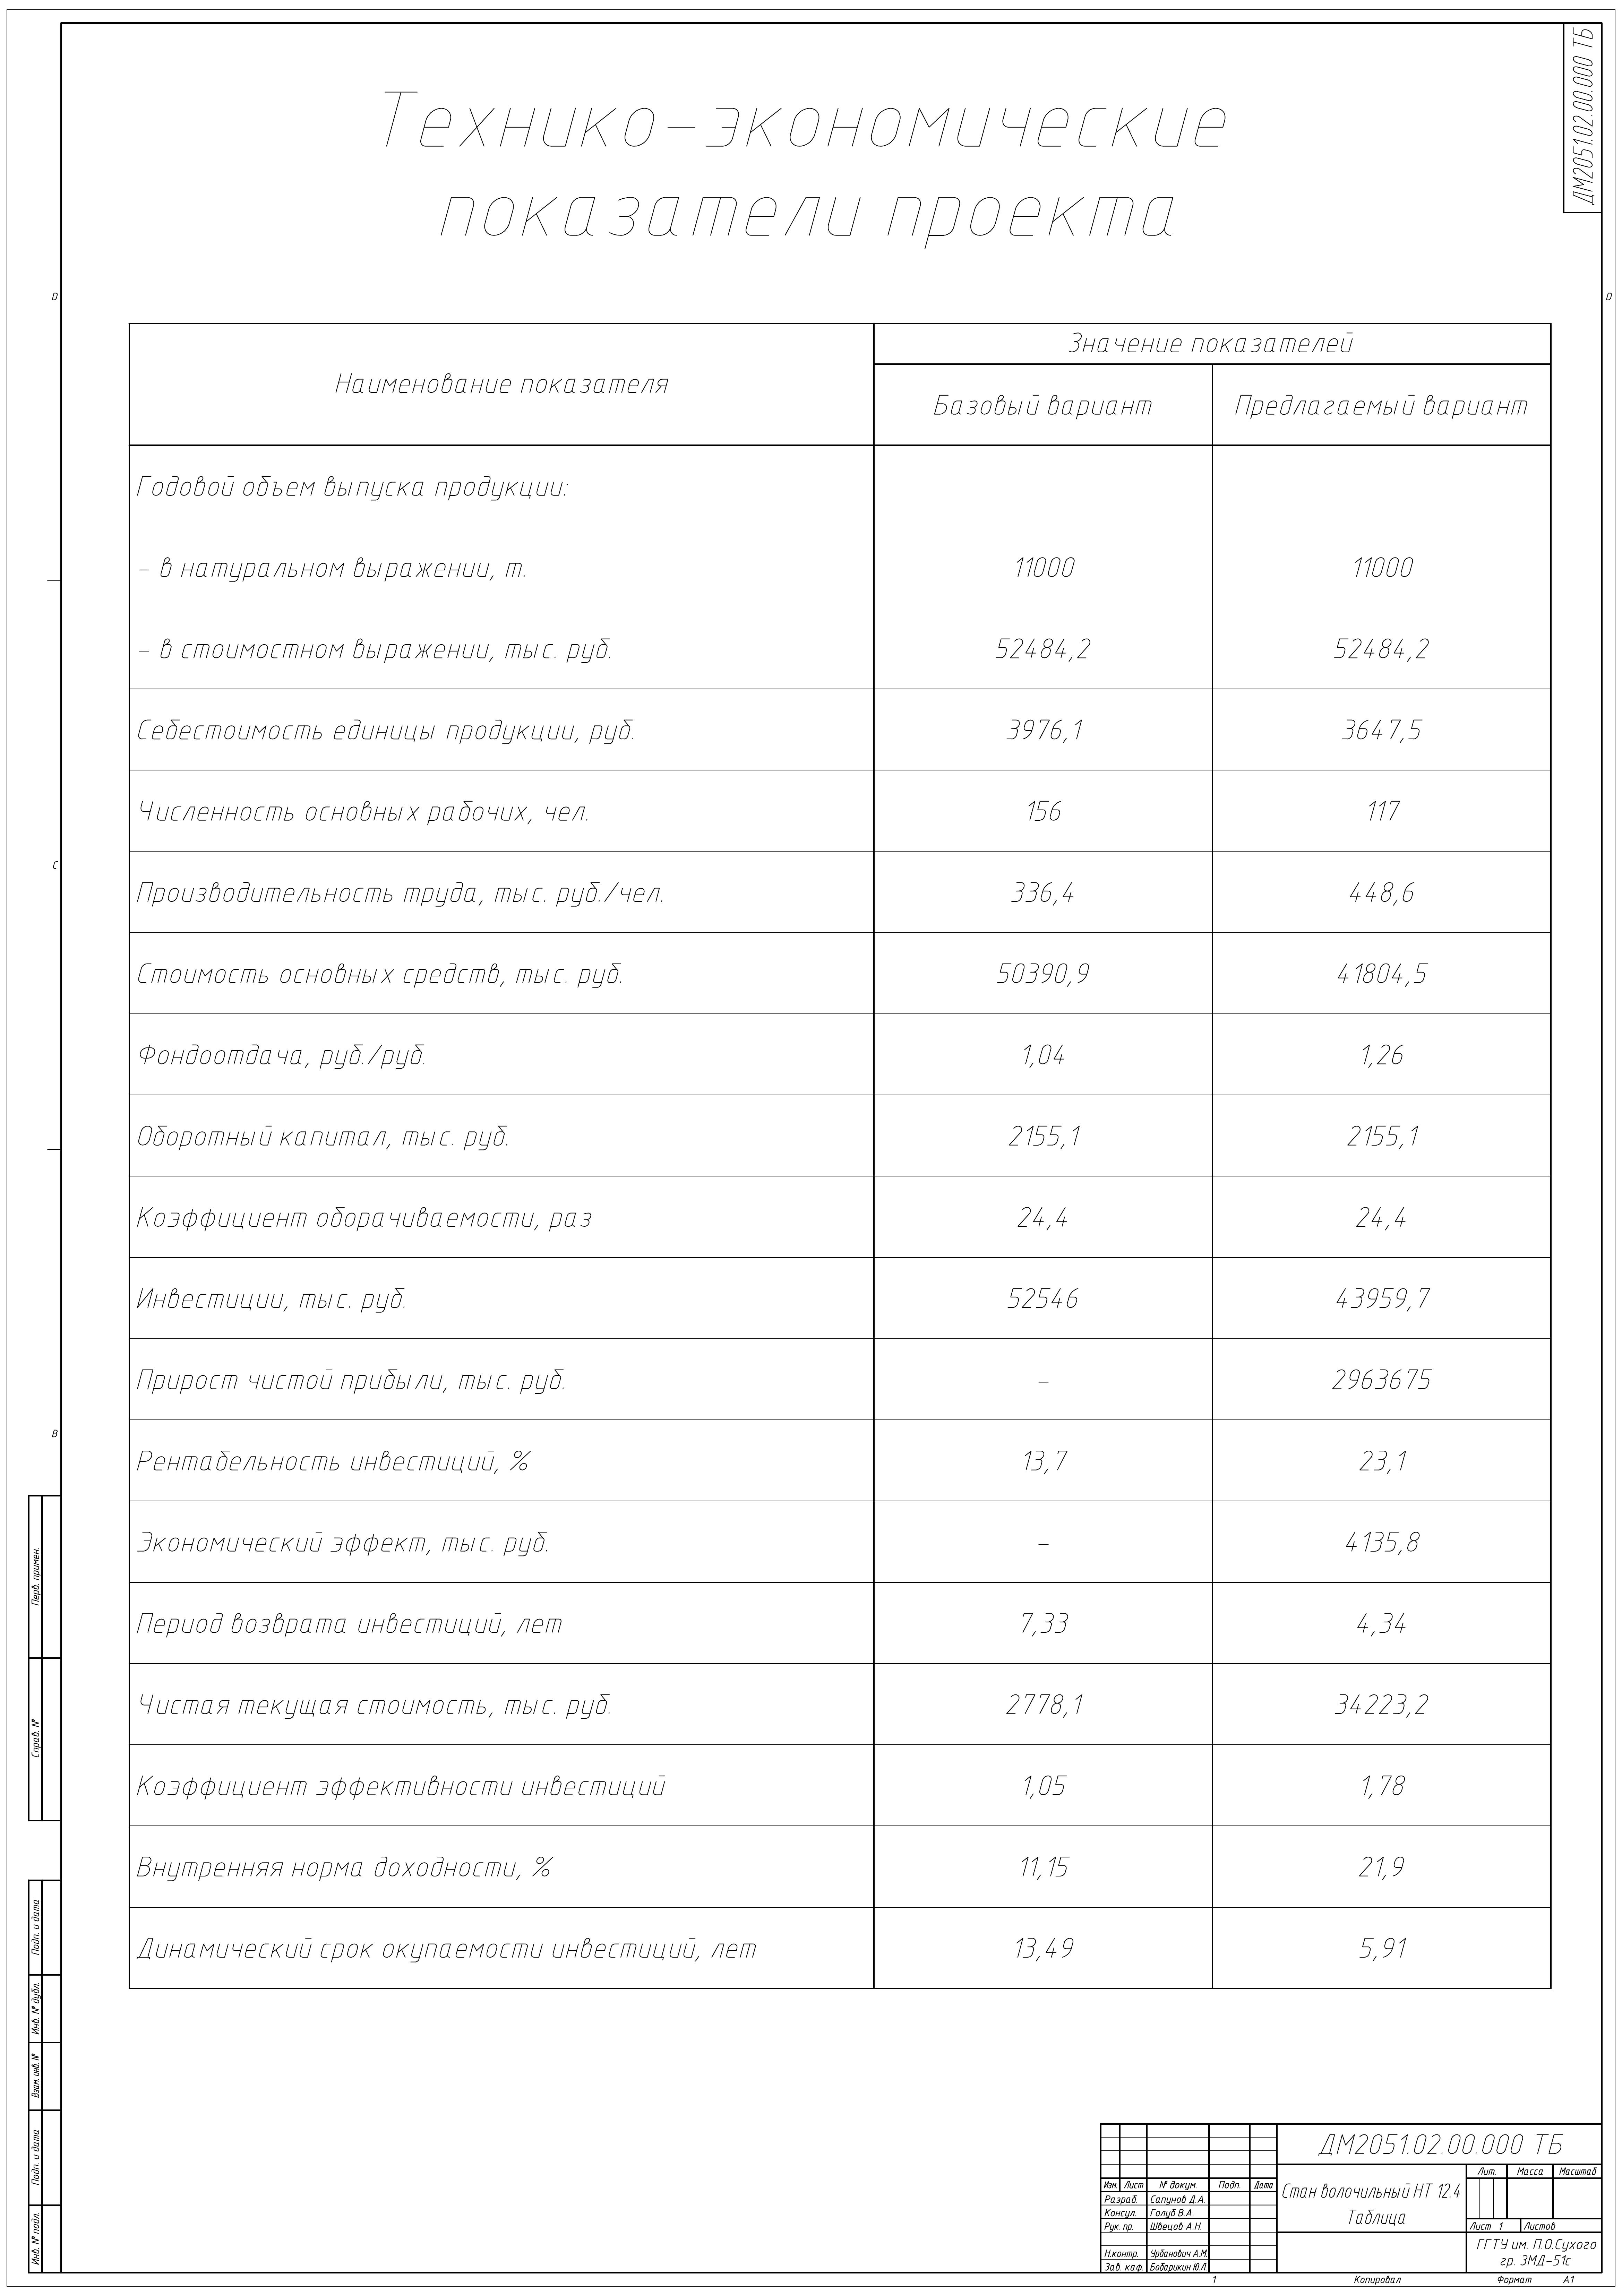 ДМ2051.02.00.000 ТБ
Технико-экономические
показатели проекта
D
D
Наименование показателя
Значение показателей
Базовый вариант Предлагаемый вариант
Годовой объем выпуска продукции:
- в натуральном выражении, т. 11000 11000
- в стоимостном выражении, тыс. руб. 52484,2 52484,2
Себестоимость единицы продукции, руб. 3976,1 3647,5
Численность основных рабочих, чел. 156 117
C
Производительность труда, тыс. руб./чел. 336,4 448,6
Стоимость основных средств, тыс. руб. 50390,9 41804,5
Фондоотдача, руб./руб. 1,04 1,26
Оборотный капитал, тыс. руб. 2155,1 2155,1
Коэффициент оборачиваемости, раз 24,4 24,4
Инвестиции, тыс. руб. 52546 43959,7
Прирост чистой прибыли, тыс. руб. - 2963675
B
Рентабельность инвестиций, % 13,7 23,1
Экономический эффект, тыс. руб. - 4135,8
Период возврата инвестиций, лет 7,33 4,34
Чистая текущая стоимость, тыс. руб. 2778,1 34223,2
Коэффициент эффективности инвестиций 1,05 1,78
Внутренняя норма доходности, % 11,15 21,9
Динамический срок окупаемости инвестиций, лет 13,49 5,91
Перв. примен.
Справ. №
Подп. и дата
Инв. № дубл.
Взам. инв. №
Подп. и дата
Инв. № подл.
ДМ2051.02.00.000 ТБ
Изм. Лист № докум. Подп. Дата
Разраб. Сапунов Д.А.
Консул. Голуб В.А.
Рук. пр. Швецов А.Н.
Н.контр. Урбанович А.М.
Зав. каф. Бобарикин Ю.Л.
Стан волочильный НТ 12.4
Таблица
Лит. Масса Масштаб
Лист 1 Листов
ГГТУ им. П.О.Сухого
гр. ЗМД-51с
1 Копировал Формат А1